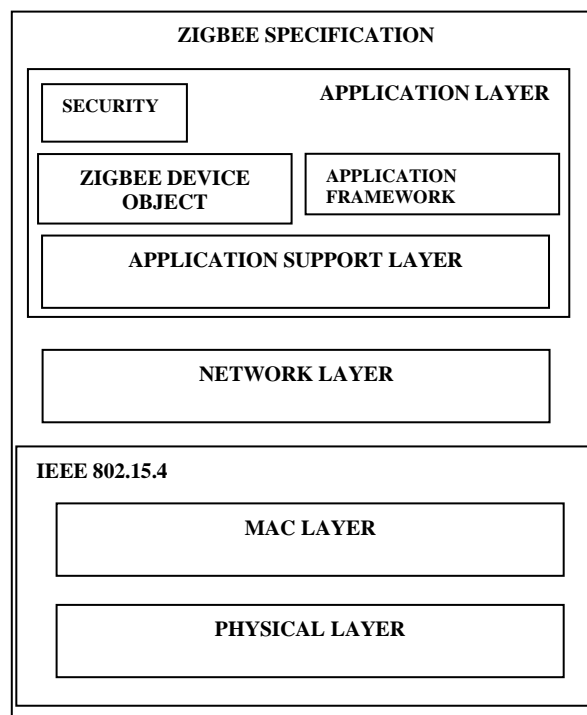 ZIGBEE SPECIFICATION
APPLICATION LAYER
SECURITY
ZIGBEE DEVICE
OBJECT
APPLICATION
FRAMEWORK
APPLICATION SUPPORT LAYER
NETWORK LAYER
IEEE 802.15.4
MAC LAYER
PHYSICAL LAYER